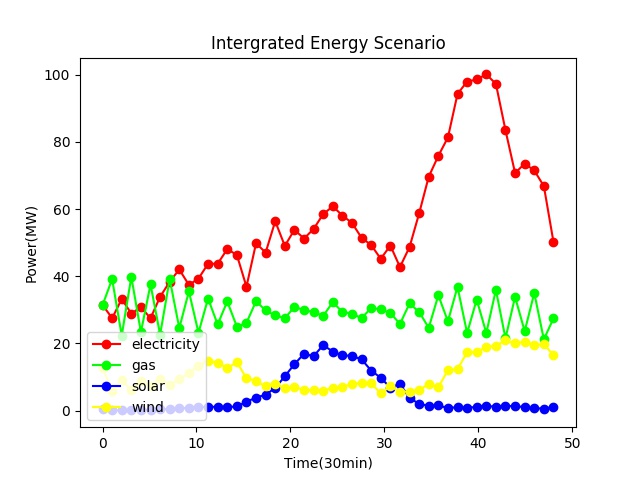 Intergrated Energy Scenario
Power(MW)
100
80
60
40
20
0
electricity
gas
solar
wind
0 10 20 30 40 50
Time(30min)